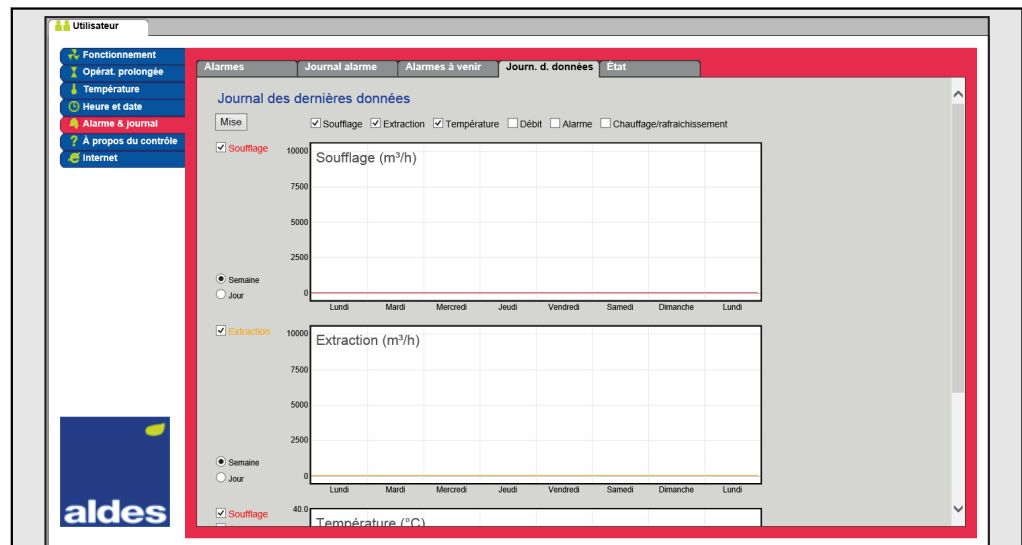 Utilisateur
Fonctionnement
Opérat. prolongée
Température
Heure et date
Alarme & journal
À propos du contrôle
Internet
aldes
Alarmes Journal alarme Alarmes à venir Journ. d. données État
Journal des dernières données
Mise Soufflage Extraction Température Débit Alarme Chauffage/rafraichissement
Soufflage
Soufflage (m³/h)
10000
7500
5000
2500
0
Semaine
Jour
Lundi Mardi Mercredi Jeudi Vendredi Samedi Dimanche Lundi
Extraction
Extraction (m³/h)
10000
7500
5000
2500
0
Semaine
Jour
Lundi Mardi Mercredi Jeudi Vendredi Samedi Dimanche Lundi
Soufflage
40.0
Température (°C)